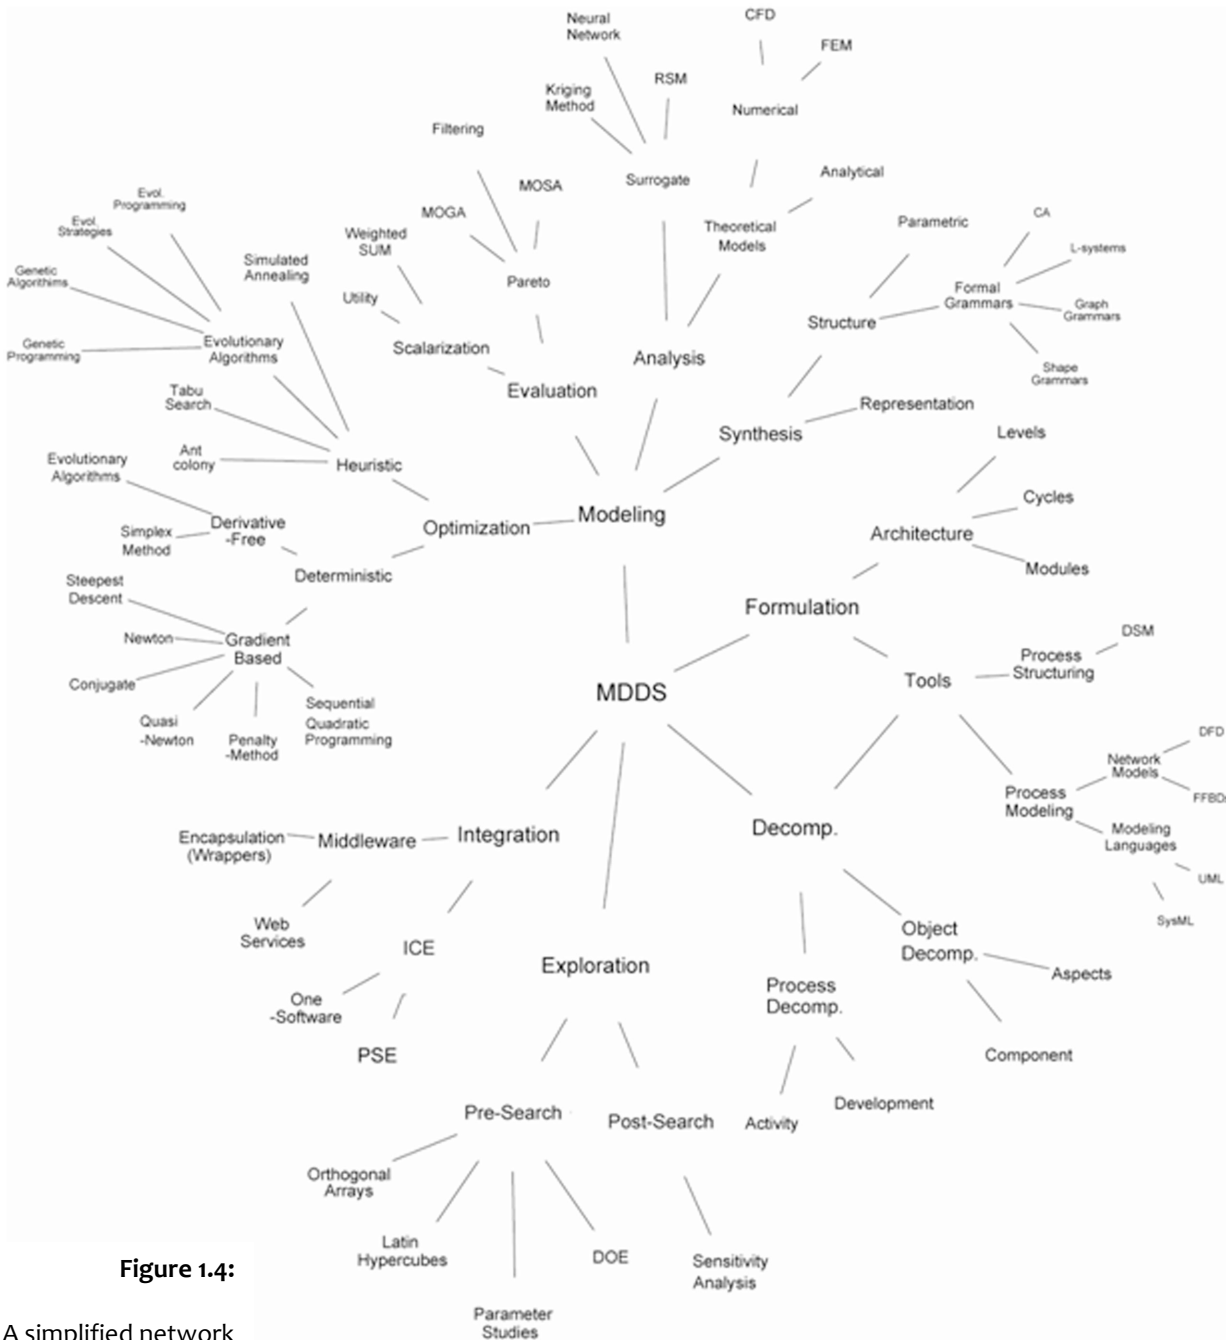 Neural
Network
CFD
FEM
Kriging
Method
RSM
Numerical
Filtering
Surrogate
Analytical
MOSA
Evol.
Programming
Evol.
Strategies
MOGA
Weighted
SUM
Theoretical
Models
Parametric
CA
L-systems
Genetic
Algorithims
Simulated
Annealing
Pareto
Formal
Grammars
Graph
Grammars
Utility
Structure
Genetic
Programming
Evolutionary
Algorithms
Scalarization
Analysis
Shape
Grammars
Evaluation
Tabu
Search
Representation
Synthesis
Levels
Ant
colony
Heuristic
Evolutionary
Algorithms
Cycles
Modeling
Optimization
Derivative
-Free
Simplex
Method
Architecture
Modules
Deterministic
Steepest
Descent
Formulation
Newton
Gradient
Based
DSM
Process
Structuring
Tools
Conjugate
MDDS
Sequential
Quadratic
Programming
Quasi
-Newton
Penalty
-Method
DFD
Network
Models
Process
Modeling
FFBDs
Modeling
Languages
Encapsulation
(Wrappers)
Middleware
Integration
Decomp.
UML
SysML
Web
Services
ICE
Object
Decomp.
Exploration
Aspects
Process
Decomp.
One
-Software
PSE
Component
Pre-Search
Post-Search
Activity
Development
Orthogonal
Arrays
Latin
Hypercubes
DOE
Sensitivity
Analysis
Figure 1.4:
Parameter
Studies
A simplified network